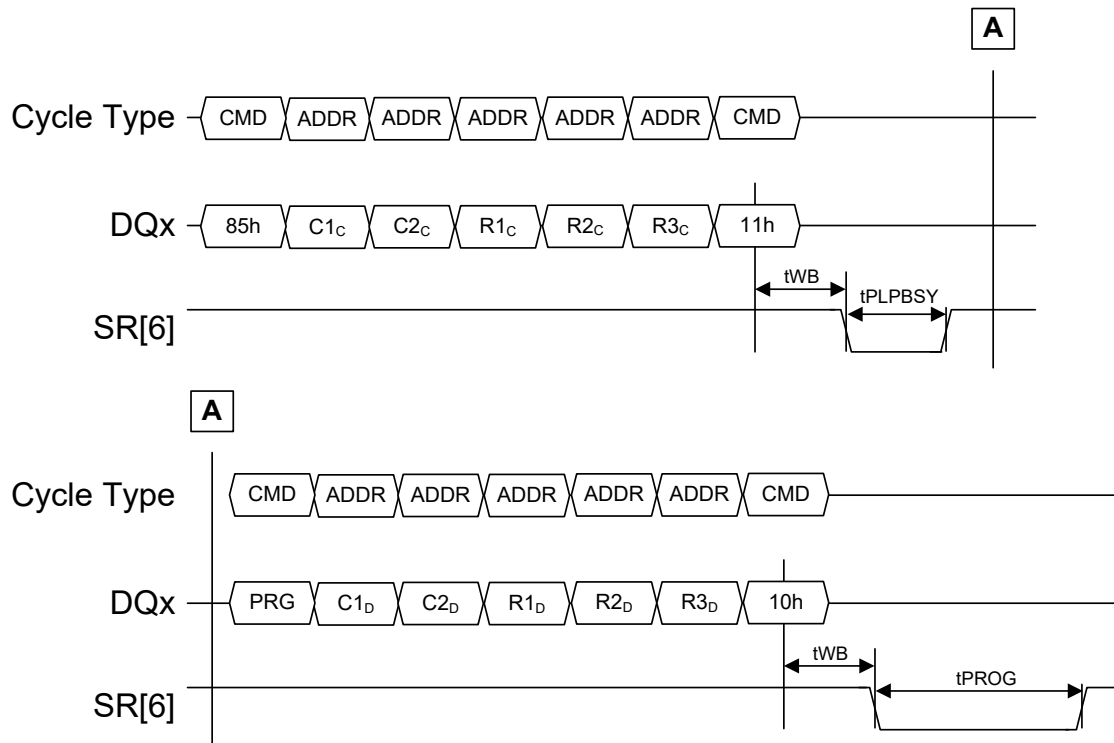 A
Cycle Type CMD ADDR ADDR ADDR ADDR ADDR CMD
DQx 85h C1C C2C R1C R2C R3C 11h
tWB tPLPBSY
SR[6]
A
Cycle Type CMD ADDR ADDR ADDR ADDR ADDR CMD
DQx PRG C1D C2D R1D R2D R3D 10h
tWB tPROG
SR[6]